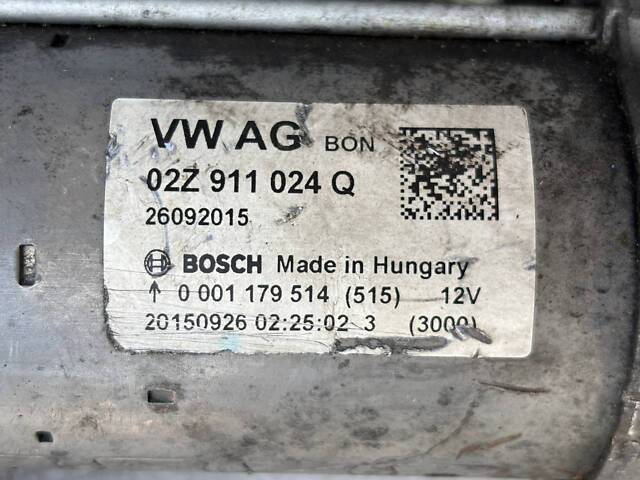 VW AG BON
02Z 911 024 Q
26092015
BOSCH Made in Hungary
↑ 0 001 179 514 (515) 12V
20150926 02:25:02 3 (3000)